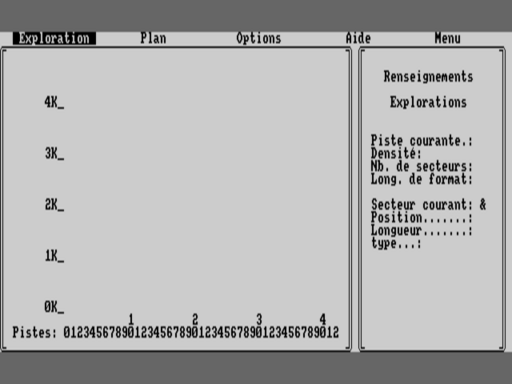 Exploration Plan Options Aide Menu
Renseignements
Explorations
4K_
3K_
2K_
1K_
0K_
1 2 3 4
Pistes: 0123456789012345678901234567890123456789012
Piste courante.:
Densité:
Nb. de secteurs:
Long. de format:
Secteur courant: &
Position.......:
Longueur.......:
type...: